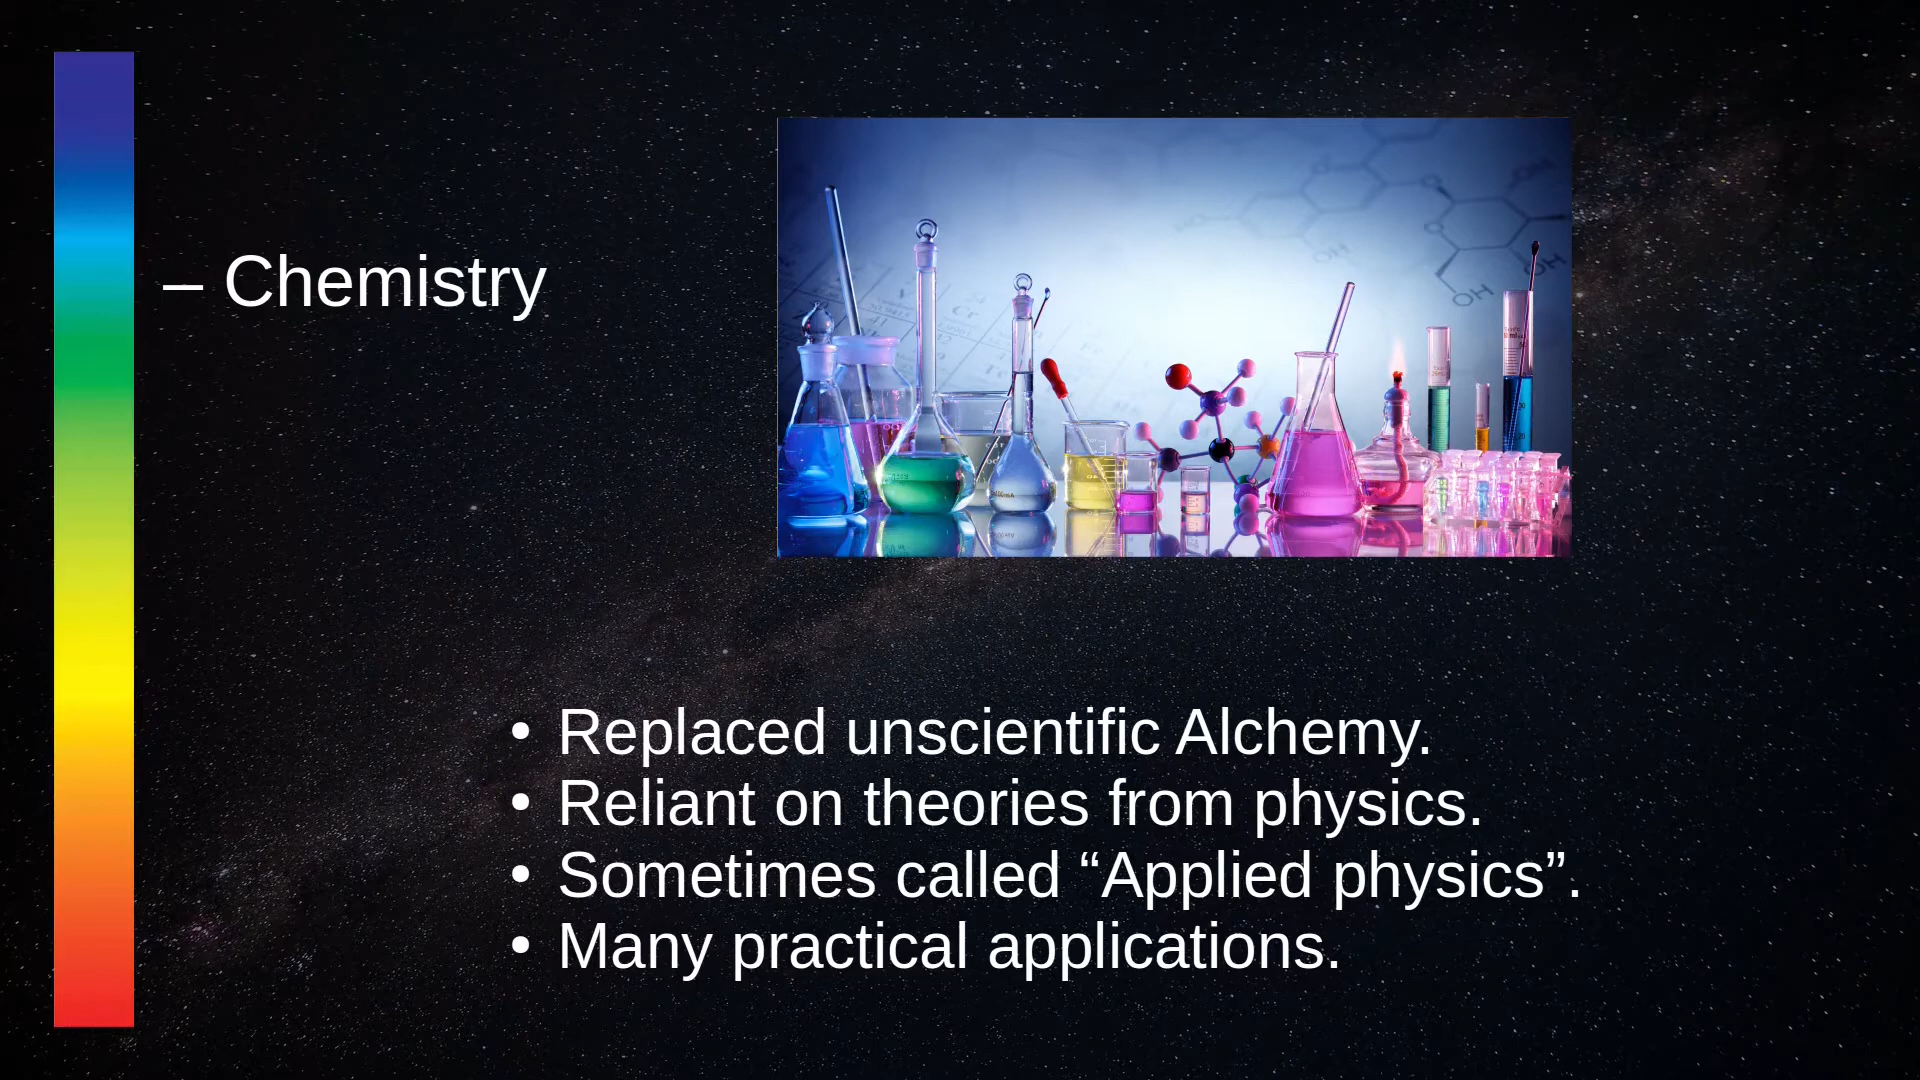 – Chemistry
• Replaced unscientific Alchemy.
• Reliant on theories from physics.
• Sometimes called “Applied physics”.
• Many practical applications.